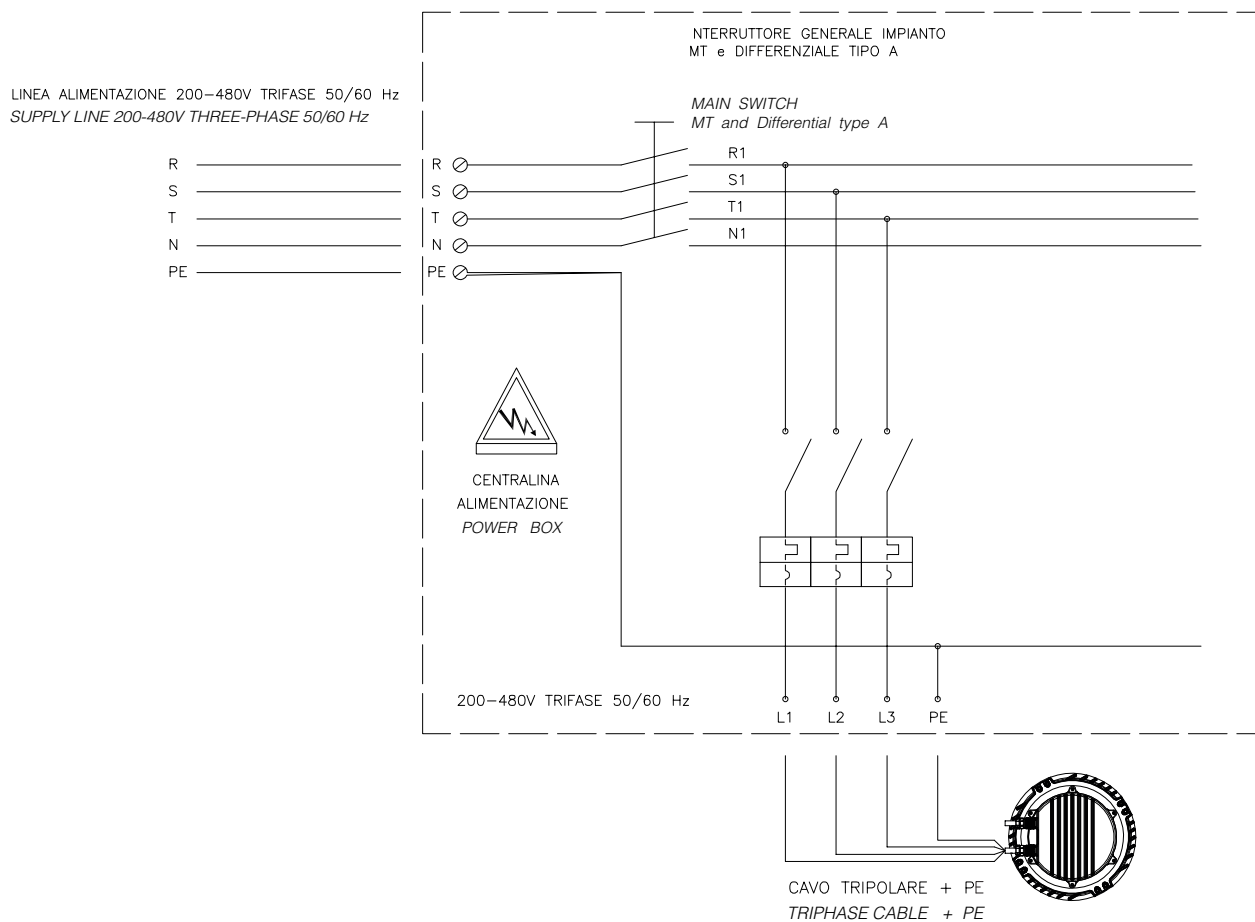 NTERRUTTORE GENERALE IMPIANTO
MT e DIFFERENZIALE TIPO A
LINEA ALIMENTAZIONE 200-480V TRIFASE 50/60 Hz
SUPPLY LINE 200-480V THREE-PHASE 50/60 Hz
MAIN SWITCH
MT and Differential type A
R R R1
S S S1
T T T1
N N N1
PE PE
CENTRALINA
ALIMENTAZIONE
POWER BOX
200-480V TRIFASE 50/60 Hz
L1 L2 L3 PE
CAVO TRIPOLARE + PE
TRIPHASE CABLE + PE